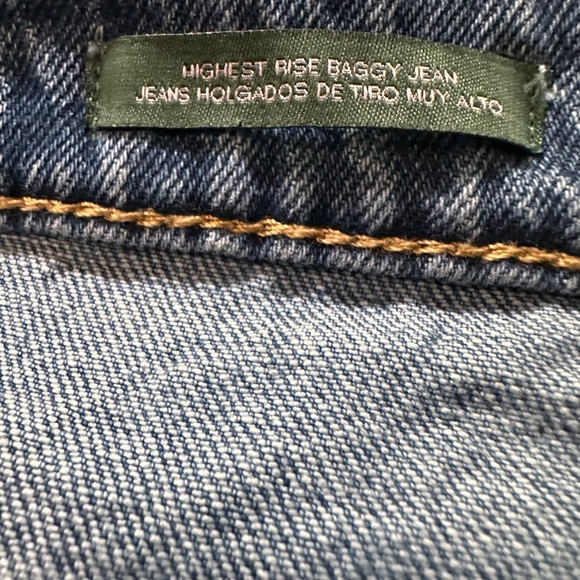 HIGHEST RISE BAGGY JEAN
JEANS HOLGADOS DE TIRO MUY ALTO